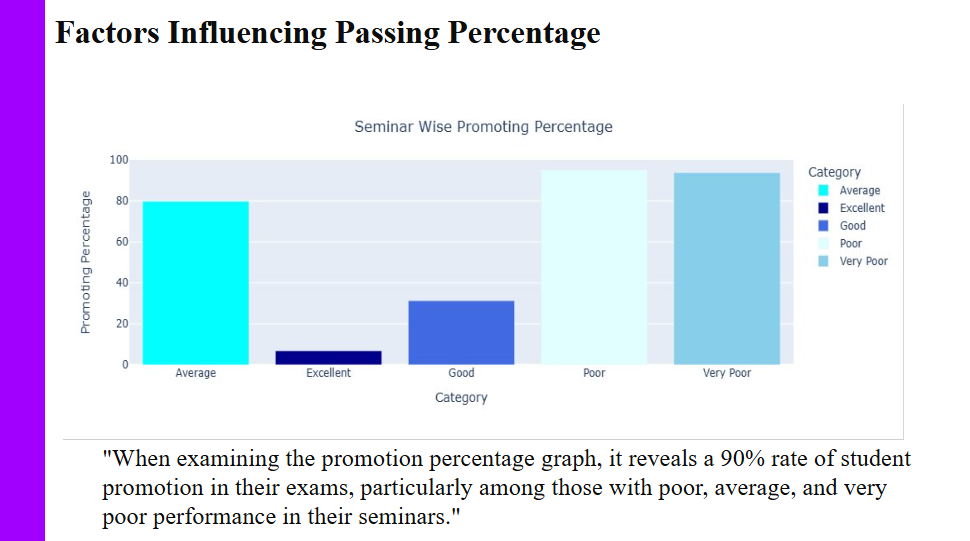 Factors Influencing Passing Percentage
Seminar Wise Promoting Percentage
Promoting Percentage
100
80
60
40
20
0
Average
Excellent
Good
Poor
Very Poor
Category
Category
Average
Excellent
Good
Poor
Very Poor
"When examining the promotion percentage graph, it reveals a 90% rate of student
promotion in their exams, particularly among those with poor, average, and very
poor performance in their seminars."